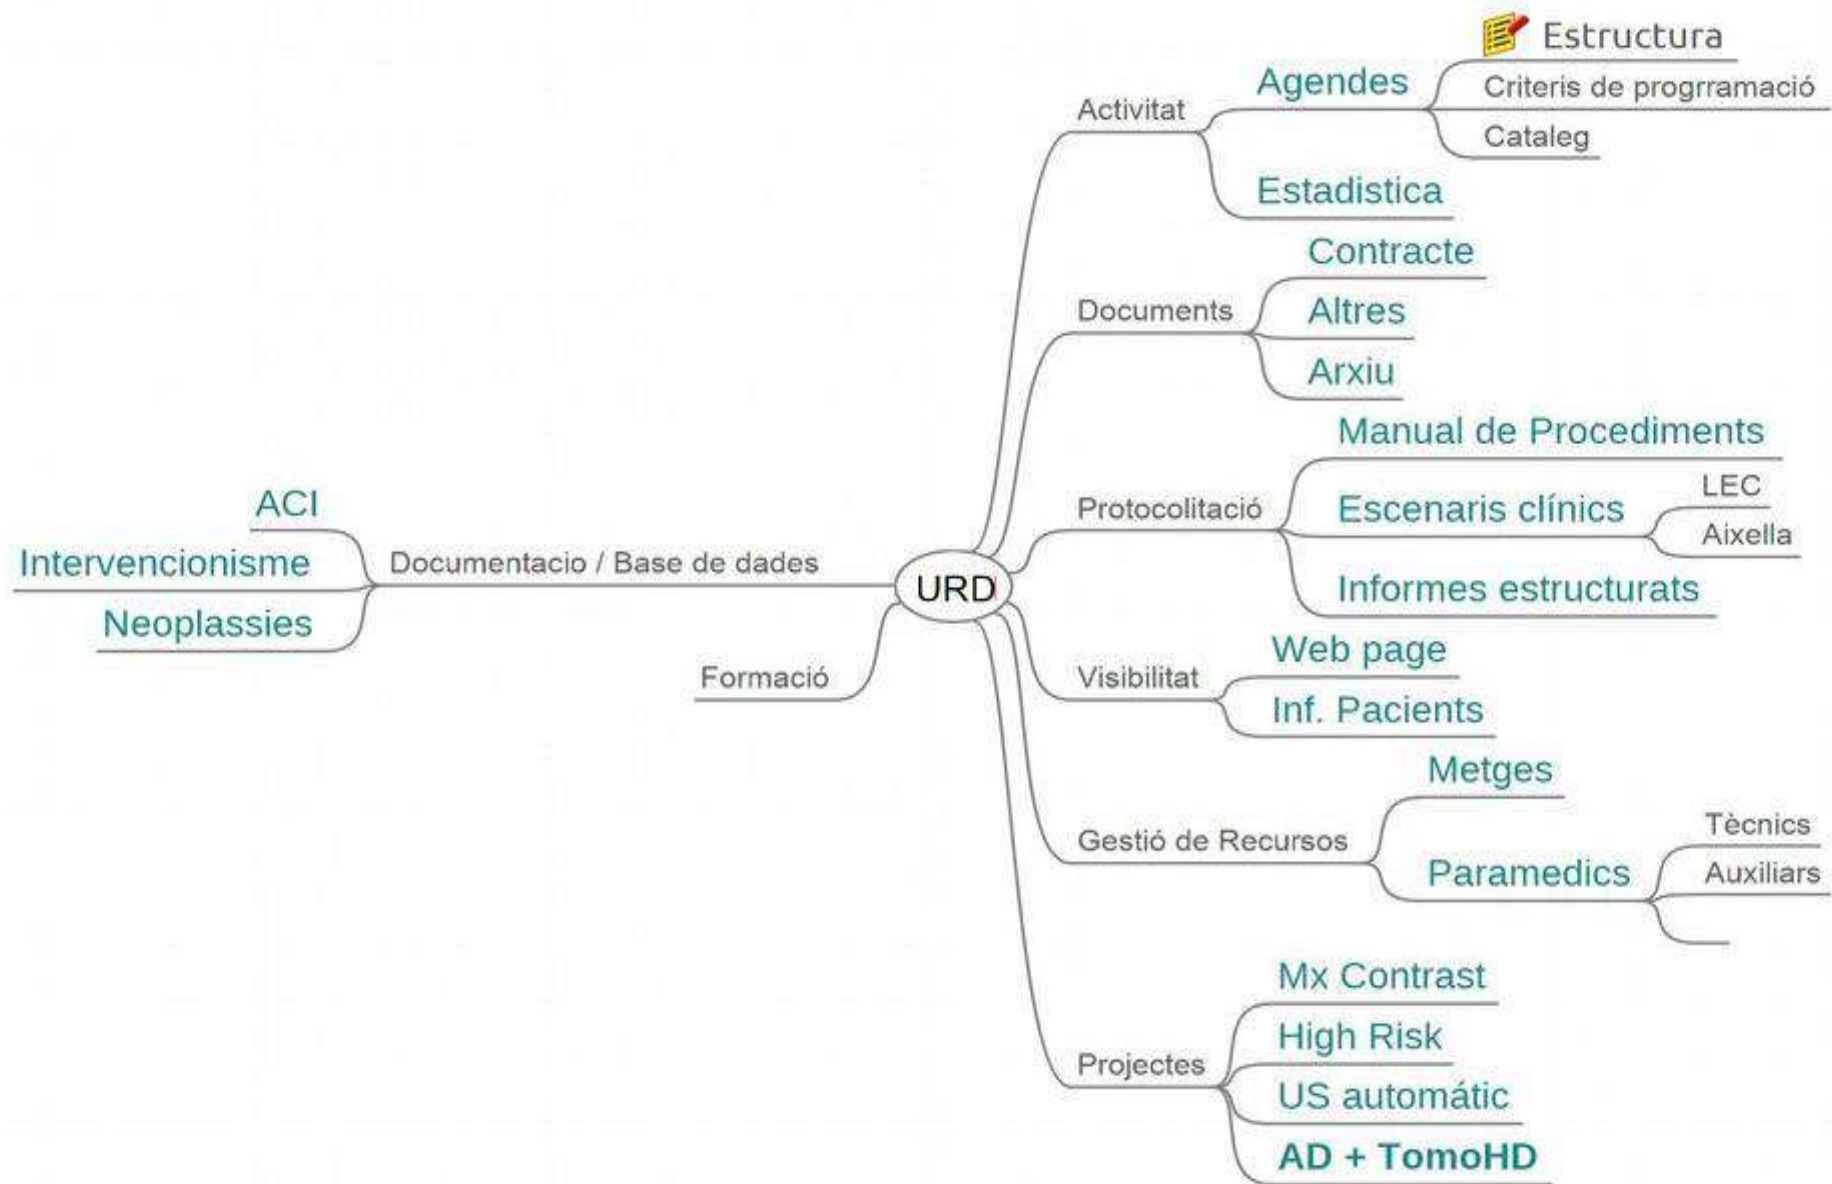 Estructura
Agendes
Criteris de progrramació
Activitat
Cataleg
Estadistica
Contracte
Documents
Altres
Arxiu
Manual de Procediments
LEC
Protocolitació
Escenaris clínics
Aixella
Informes estructurats
ACI
Intervencionisme
Documentacio / Base de dades
URD
Neoplassies
Formació
Web page
Visibilitat
Inf. Pacients
Metges
Gestió de Recursos
Tècnics
Paramedics
Auxiliars
Mx Contrast
High Risk
Projectes
US automátic
AD + TomoHD